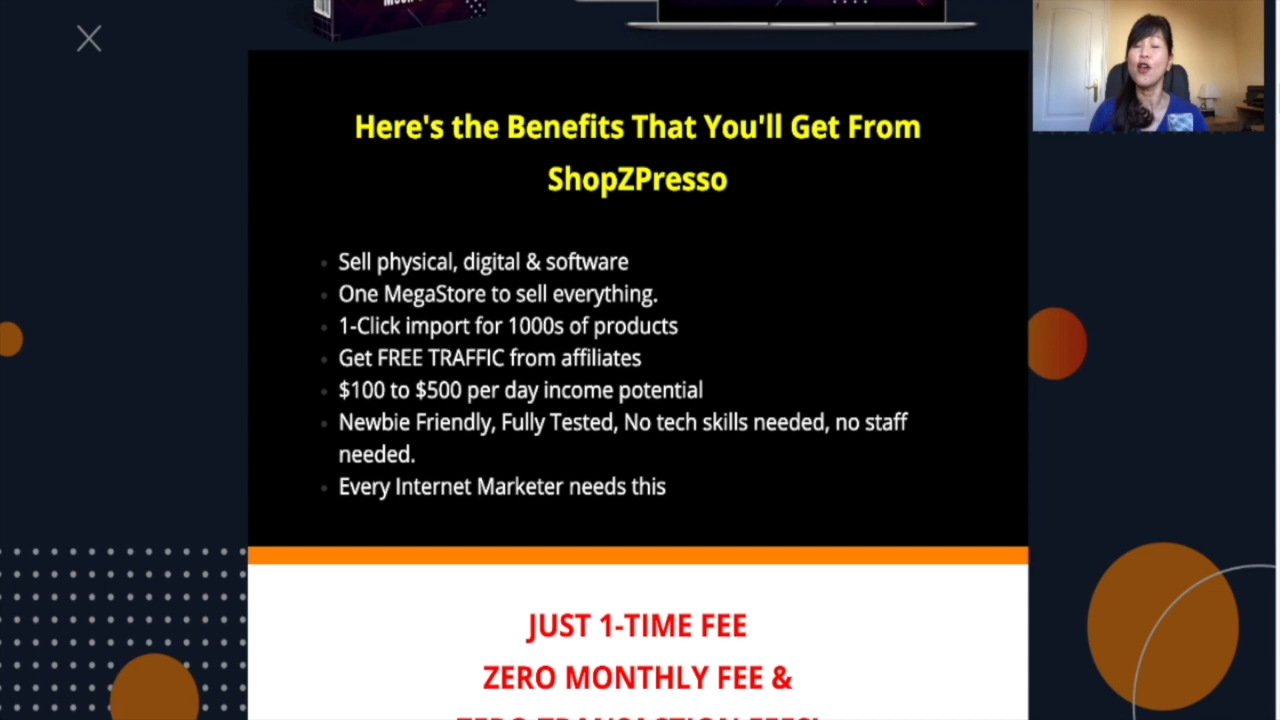 Here's the Benefits That You'll Get From
ShopZPresso
Sell physical, digital & software
One MegaStore to sell everything.
1-Click import for 1000s of products
Get FREE TRAFFIC from affiliates
$100 to $500 per day income potential
Newbie Friendly, Fully Tested, No tech skills needed, no staff
needed.
Every Internet Marketer needs this
JUST 1-TIME FEE
ZERO MONTHLY FEE &
ZERO TRANSACTION FEES!